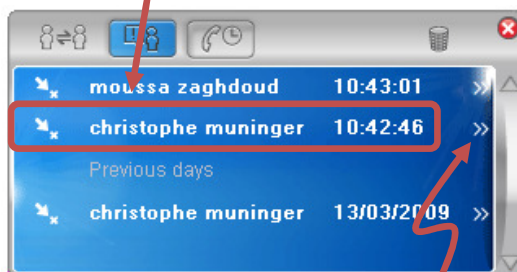 moussa zaghdoud 10:43:01 »
christophe muninger 10:42:46 »
Previous days
christophe muninger 13/03/2009 »